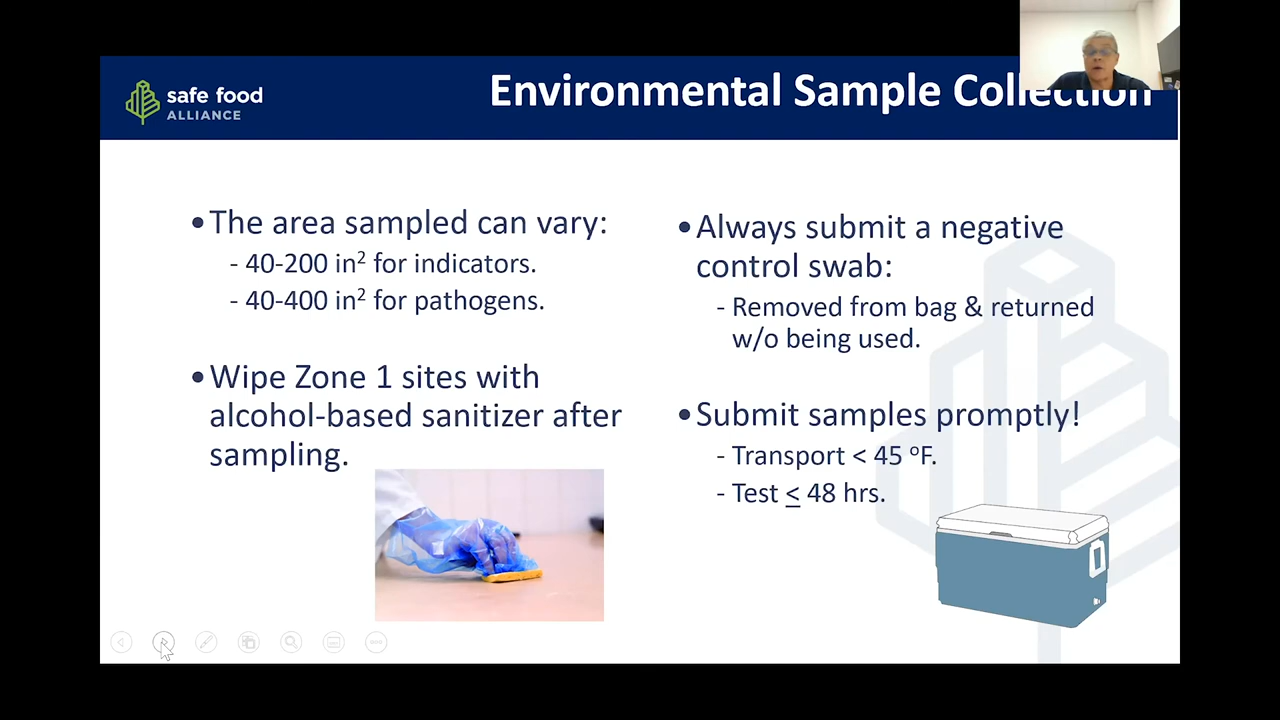 safe food
ALLIANCE
Environmental Sample Collection
•The area sampled can vary:
- 40-200 in² for indicators.
- 40-400 in² for pathogens.
•Wipe Zone 1 sites with
alcohol-based sanitizer after
sampling.
•Always submit a negative
control swab:
- Removed from bag & returned
w/o being used.
•Submit samples promptly!
- Transport < 45 ºF.
- Test < 48 hrs.